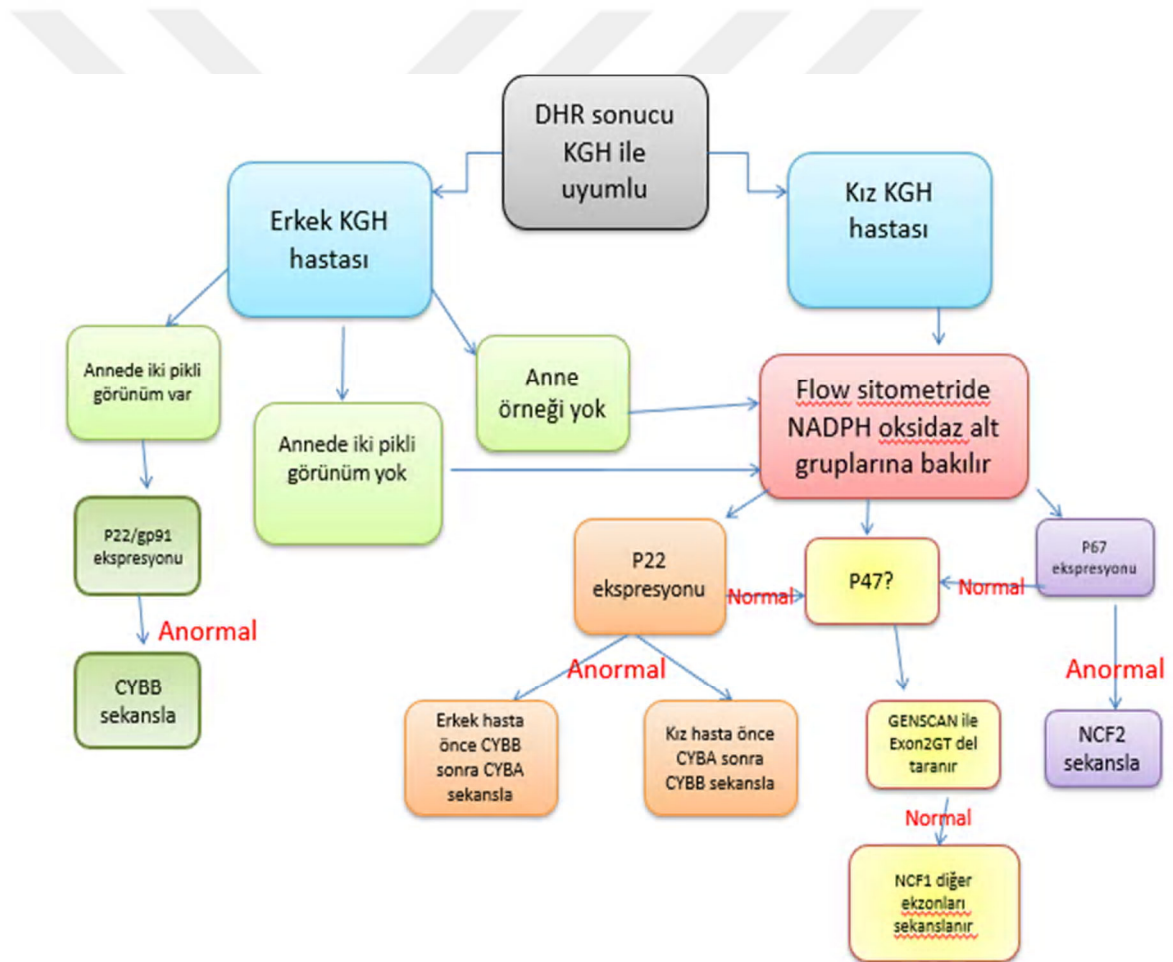 DHR sonucu
KGH ile
uyumlu
Erkek KGH
hastası
Kız KGH
hastası
Annede iki pikli
görünüm var
Annede iki pikli
görünüm yok
Anne
örneği yok
Flow sitometride
NADPH oksidaz alt
gruplarına bakılır
P22/gp91
ekspresyonu
Anormal
CYBB
sekansla
P22
ekspresyonu
Normal
P47?
Normal
P67
ekspresyonu
Anormal
Anormal
Erkek hasta
önce CYBB
sonra CYBA
sekansla
Kız hasta önce
CYBA sonra
CYBB sekansla
GENSCAN ile
Exon2GT del
taranır
NCF2
sekansla
Normal
NCF1 diğer
ekzonları
sekanslanır